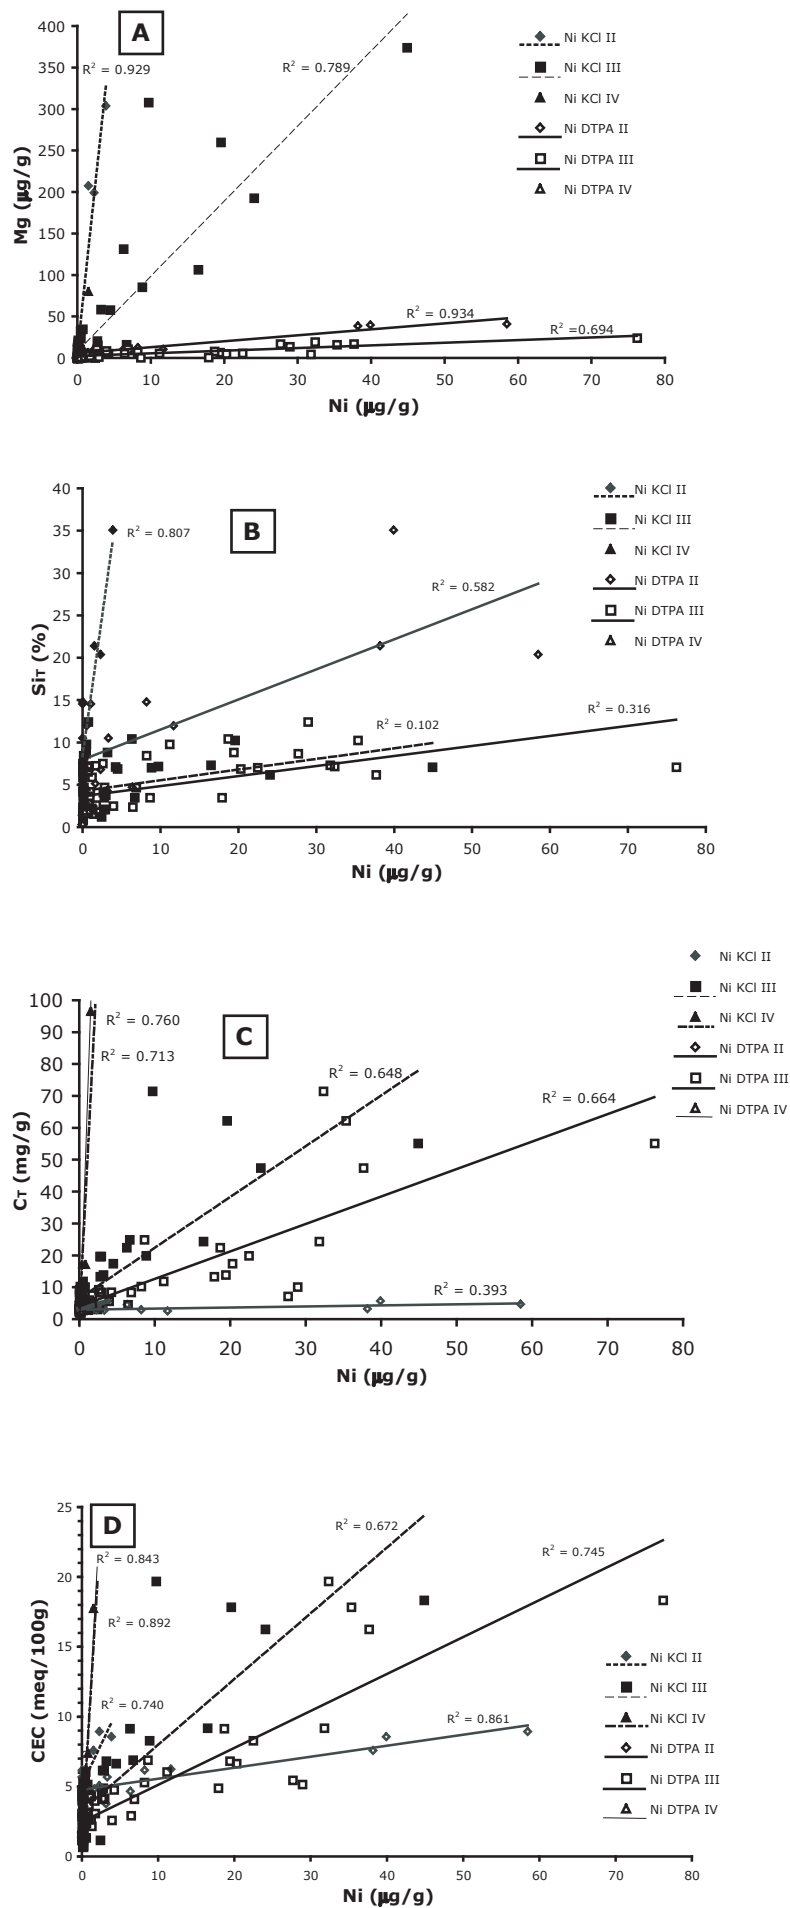 A
R² = 0.929
R² = 0.789
Ni KCl II
Ni KCl III
Ni KCl IV
Ni DTPA II
Ni DTPA III
Ni DTPA IV
400
350
300
250
200
150
100
50
0
Mg (µg/g)
R² = 0.934
R² =0.694
0 10 20 30 40 50 60 70 80
Ni (µg/g)
B
R² = 0.807
R² = 0.582
R² = 0.316
R² = 0.102
Ni KCl II
Ni KCl III
Ni KCl IV
Ni DTPA II
Ni DTPA III
Ni DTPA IV
40
35
30
25
20
15
10
5
0
SiT (%)
0 10 20 30 40 50 60 70 80
Ni (µg/g)
Ni KCl II
Ni KCl III
Ni KCl IV
Ni DTPA II
Ni DTPA III
Ni DTPA IV
C
R² = 0.760
R² = 0.713
R² = 0.648
R² = 0.664
R² = 0.393
100
90
80
70
60
50
40
30
20
10
0
CT (mg/g)
0 10 20 30 40 50 60 70 80
Ni (µg/g)
D
R² = 0.672
R² = 0.843
R² = 0.745
R² = 0.892
R² = 0.740
R² = 0.861
Ni KCl II
Ni KCl III
Ni KCl IV
Ni DTPA II
Ni DTPA III
Ni DTPA IV
25
20
15
10
5
0
CEC (meq/100g)
0 10 20 30 40 50 60 70 80
Ni (µg/g)